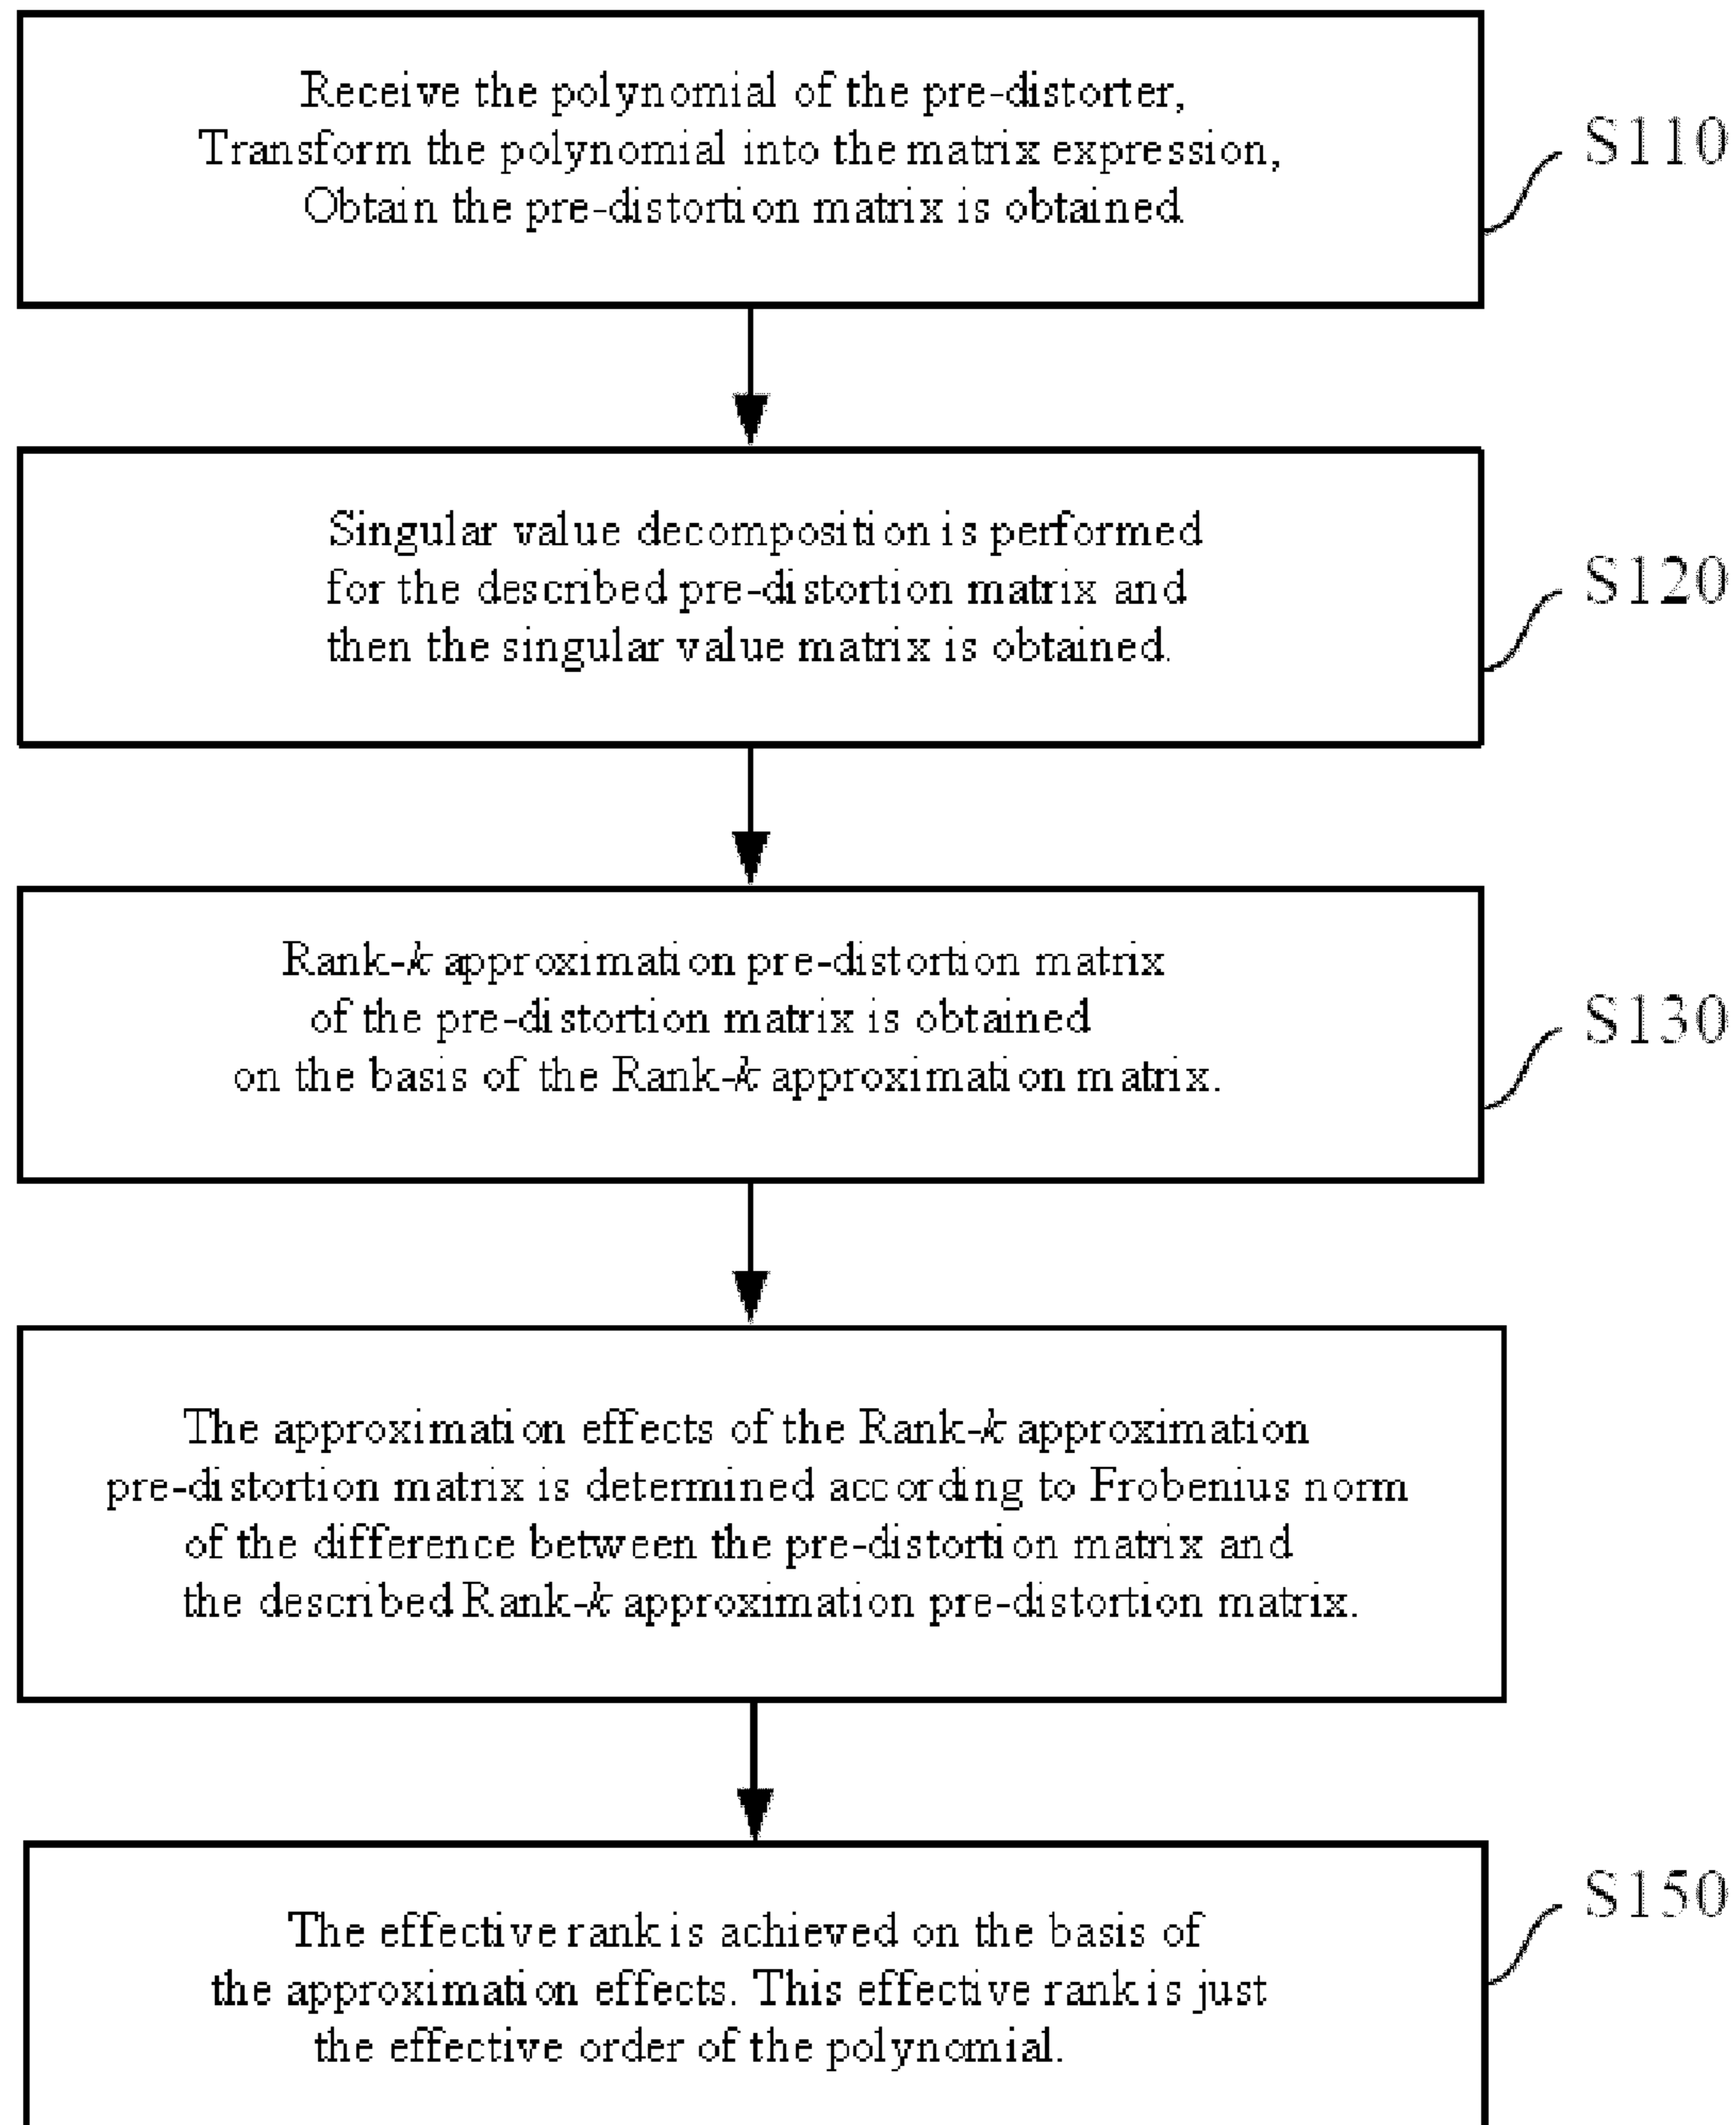 Receive the polynomial of the pre-distorter,
Transform the polynomial into the matrix expression,
Obtain the pre-distortion matrix is obtained
S110
Singular value decomposition is performed
for the described pre-distortion matrix and
then the singular value matrix is obtained.
S120
Rank-k approximation pre-distortion matrix
of the pre-distortion matrix is obtained
on the basis of the Rank-k approximation matrix.
S130
The approximation effects of the Rank-k approximation
pre-distortion matrix is determined according to Frobenius norm
of the difference between the pre-distortion matrix and
the described Rank-k approximation pre-distortion matrix.
The effective rank is achieved on the basis of
the approximation effects. This effective rank is just
the effective order of the polynomial.
S150